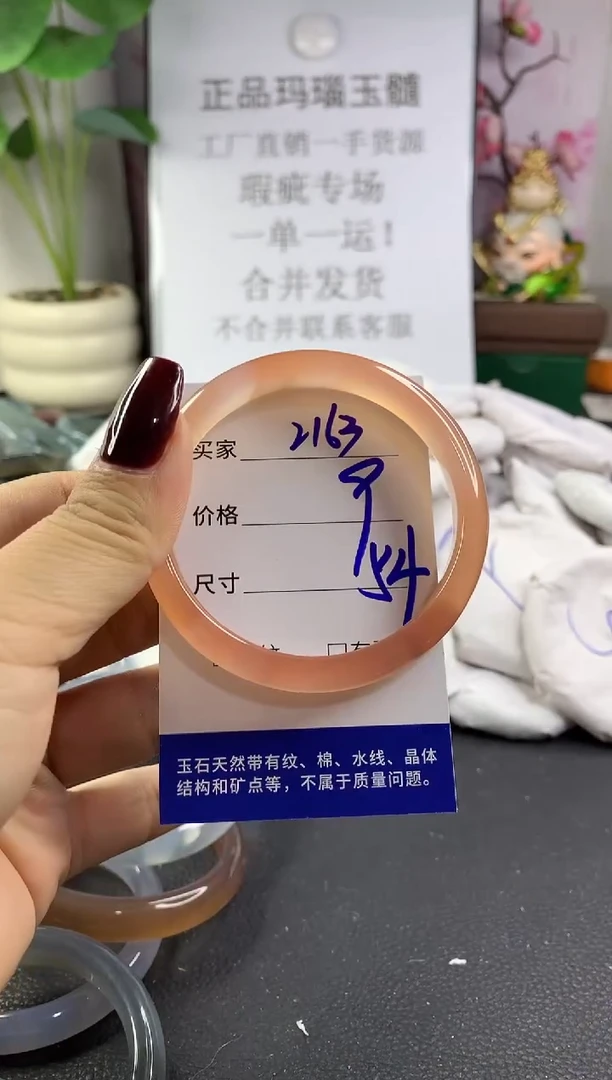 正品玛瑙玉髓
工厂直销一手货源
瑕疵专场
一单一运！
合并发货
不合并联系客服
买家 2163
价格 9
尺寸 54
玉石天然带有纹、棉、水线、晶体
结构和矿点等，不属于质量问题。